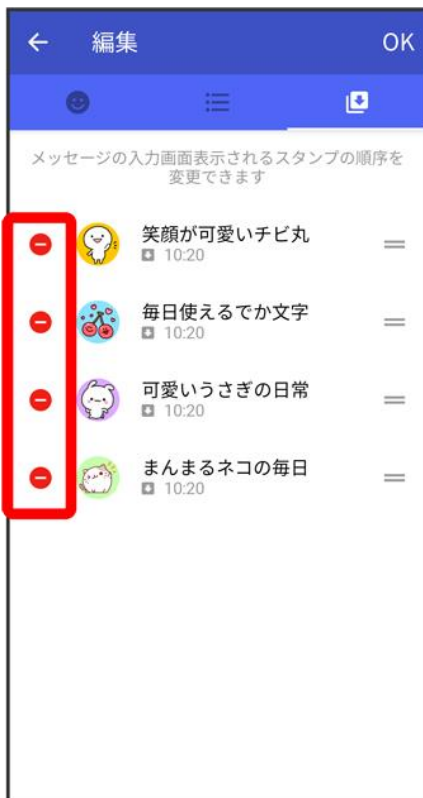 編集
OK
メッセージの入力画面表示されるスタンプの順序を
変更できます
笑顔が可愛いチビ丸
10:20
毎日使えるでか文字
10:20
可愛いうさぎの日常
10:20
まんまるネコの毎日
10:20